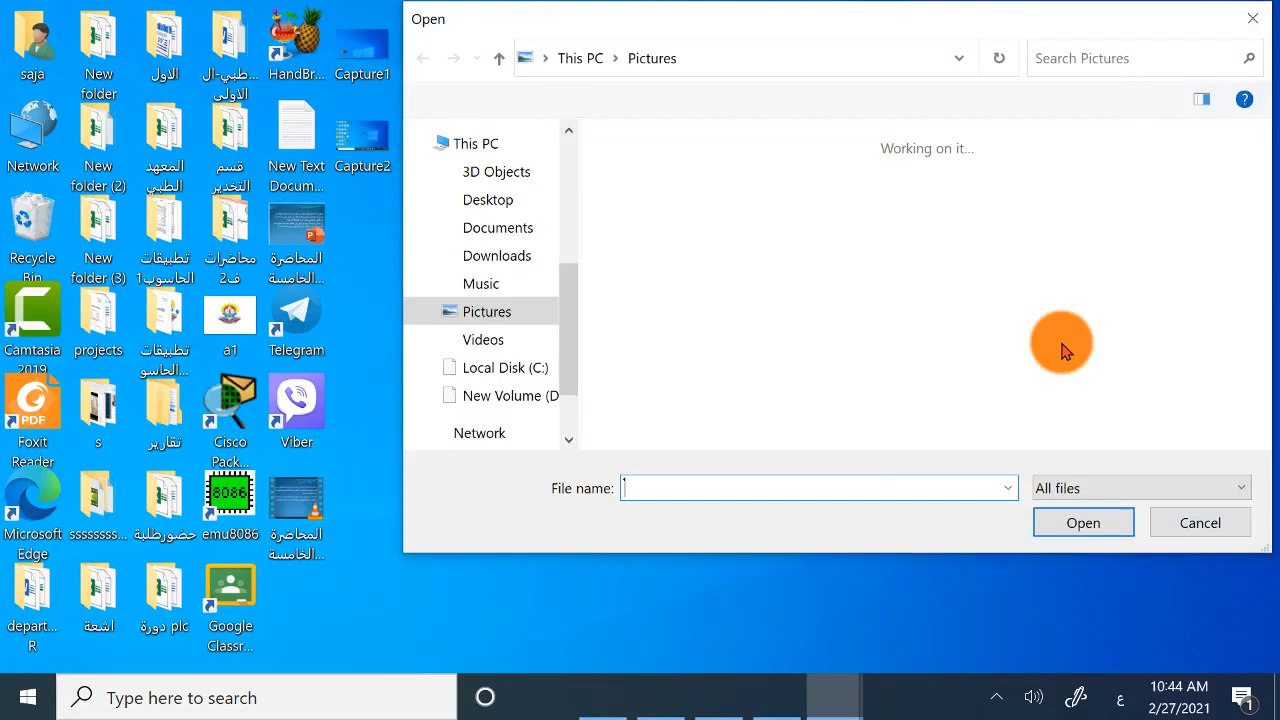 saja
New
folder
الاول
طبي-ال...
الاولى
HandBr...
Capture1
Network
New
folder (2)
المعهد
الطبي
قسم
التخدير
New Text
Docum...
Capture2
Recycle
Bin
New
folder (3)
تطبيقات
الحاسوب1
محاضرات
ف2
المحاضرة
الخامسة...
Camtasia
2019
projects
تطبيقات
الحاسو...
a1
Telegram
Foxit
Reader
PDF
s
تقارير
Cisco
Pack...
Viber
Microsoft
Edge
ssssssss...
حضورطلبة
8086
emu8086
المحاضرة
الخامسة...
depart...
R
اشعة
دورة plc
Google
Classr...
Open
This PC
Pictures
Search Pictures
This PC
3D Objects
Desktop
Documents
Downloads
Music
Pictures
Videos
Local Disk (C:)
New Volume (D
Network
Working on it...
File name:
All files
Open
Cancel
Type here to search
ع
10:44 AM
2/27/2021
1